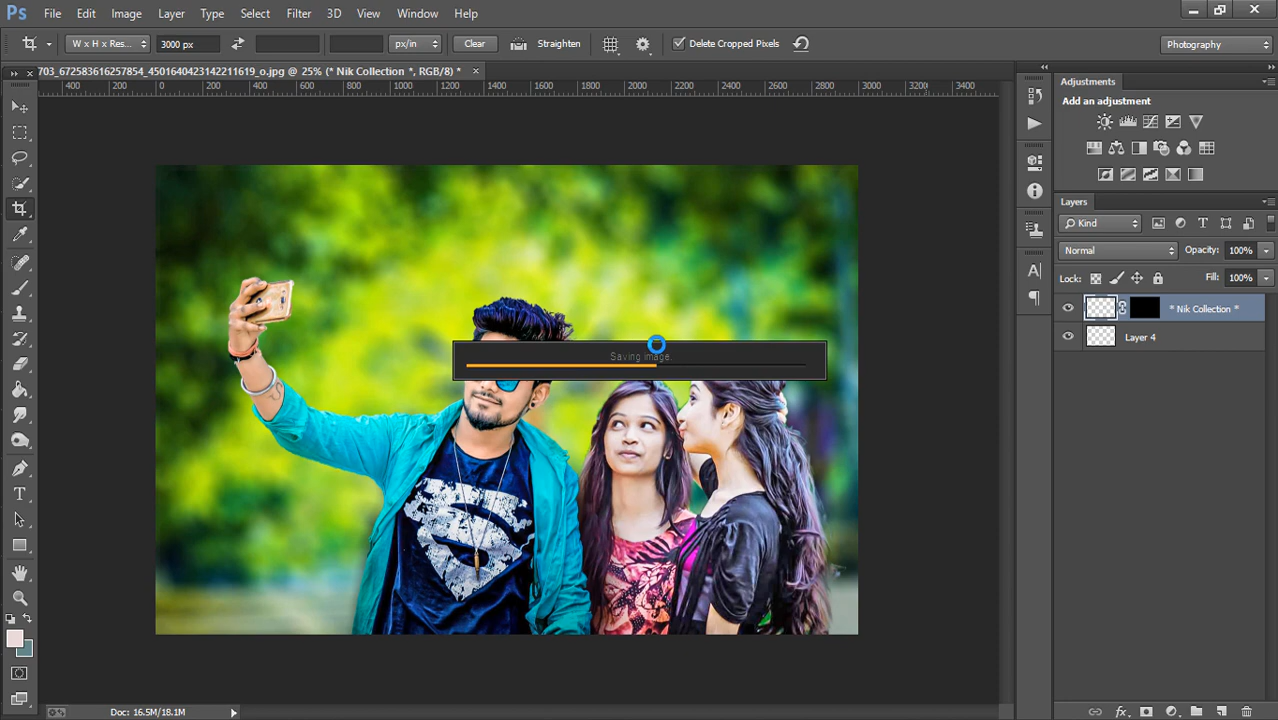 Ps File Edit Image Layer Type Select Filter 3D View Window Help
W x H x Res... 3000 px px/in Clear Straighten Delete Cropped Pixels Photography
703_672583616257854_4501640423142211619_o.jpg @ 25% (* Nik Collection *, RGB/8) *
400 200 0 200 400 600 800 1000 1200 1400 1600 1800 2000 2200 2400 2600 2800 3000 3200 3400
Adjustments
Add an adjustment
Layers
Kind
Normal Opacity: 100%
Lock: Fill: 100%
* Nik Collection *
Layer 4
Saving image.
Doc: 16.5M/18.1M